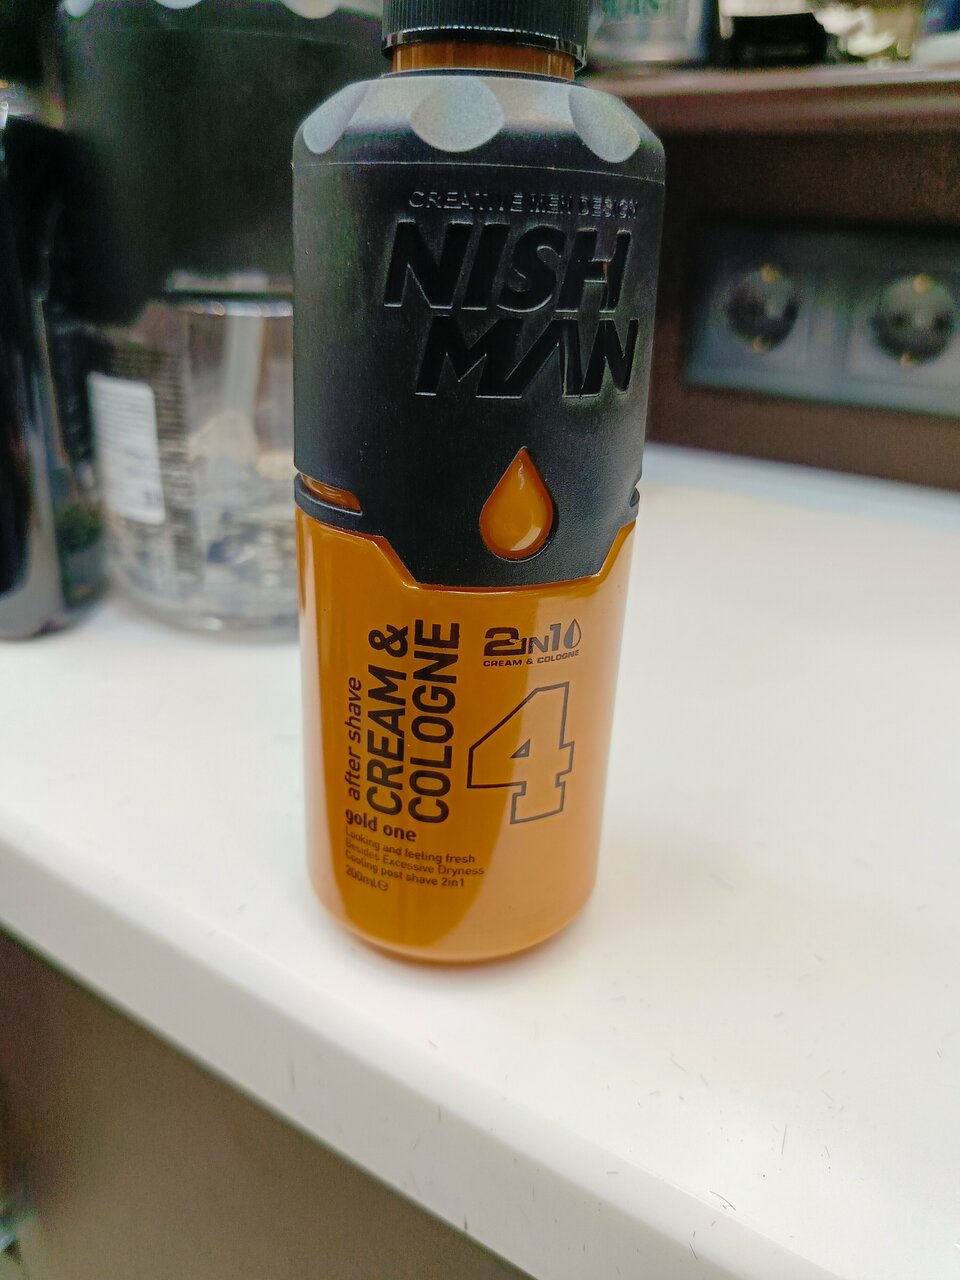 CREATIVE MEN DESIGN
NISH
MAN
2IN1
CREAM & COLOGNE
4
after shave
CREAM &
COLOGNE
gold one
Looking and feeling fresh
Besides Excessive Dryness
Cooling post shave 2in1
200ml℮